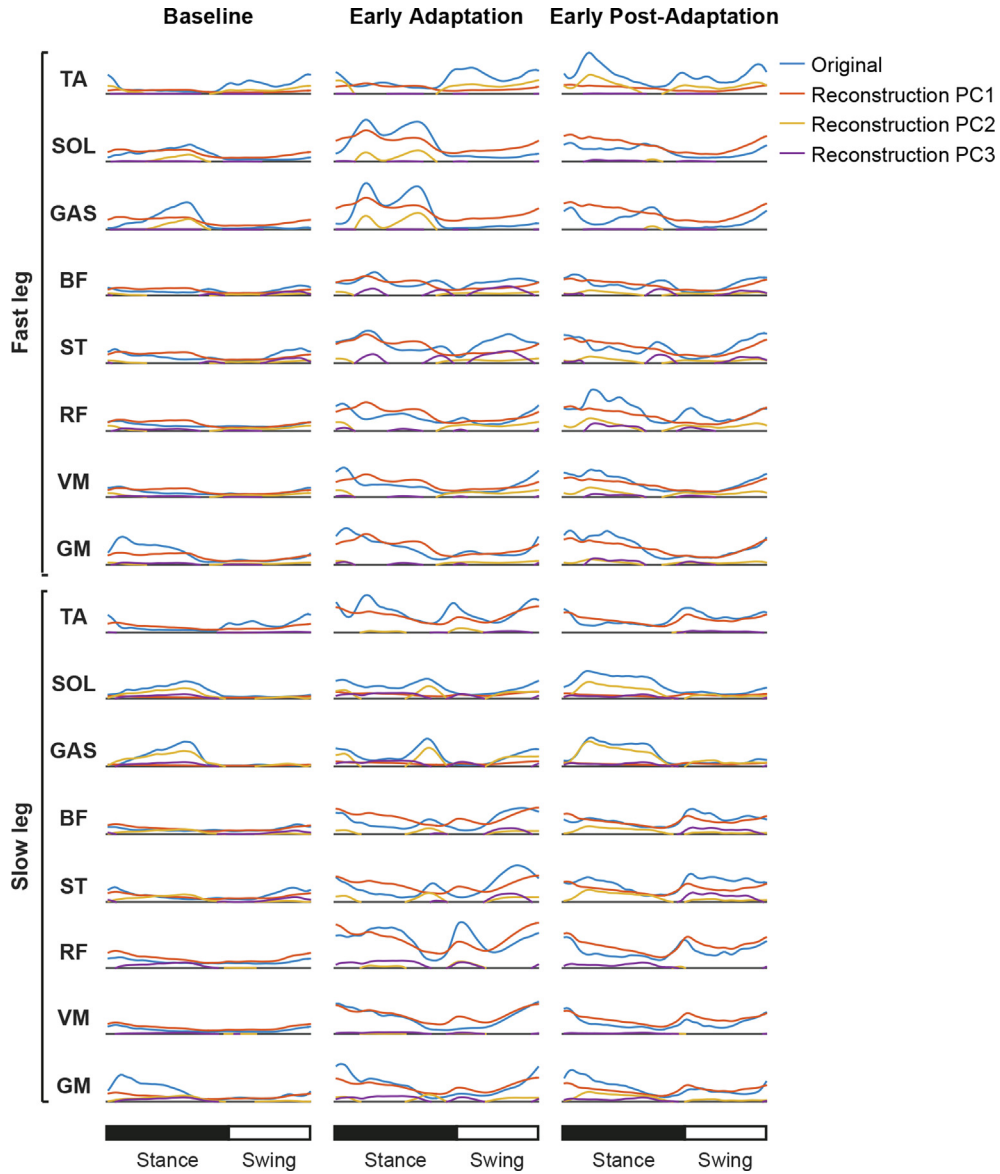 Baseline Early Adaptation Early Post-Adaptation
Original
Reconstruction PC1
Reconstruction PC2
Reconstruction PC3
Fast leg
TA
SOL
GAS
BF
ST
RF
VM
GM
Slow leg
TA
SOL
GAS
BF
ST
RF
VM
GM
Stance Swing Stance Swing Stance Swing